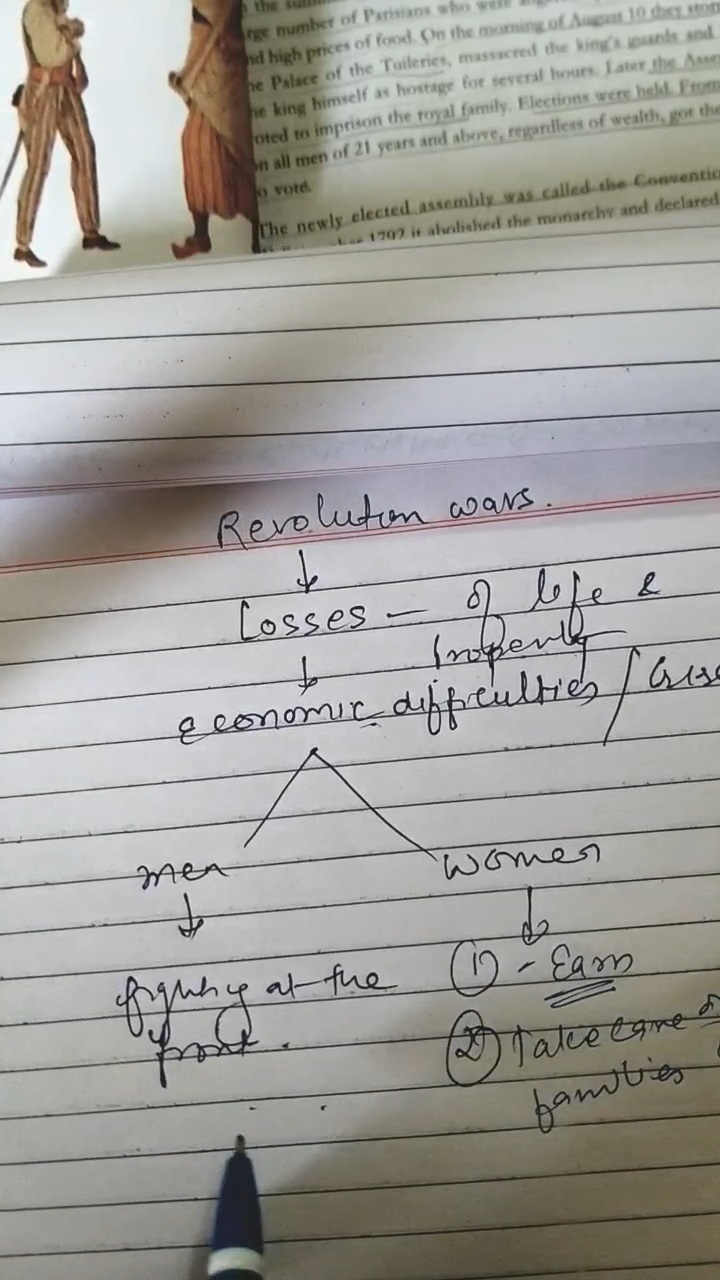 rge number of Parisians who were
nd high prices of food. On the morning of August 10 they stor
he Palace of the Tuileries, massacred the king's guards and
he king himself as hostage for several hours. Later the Asse
oted to imprison the royal family. Elections were held. From
on all men of 21 years and above, regardless of wealth, got the
o vote.
The newly elected assembly was called the Conventio
1792 it abolished the monarchy and declared
Revolution wars.
Losses – of life &
Property
Economic difficulties /
men women
fighting at the
front.
① - Earn
② Take care of
families